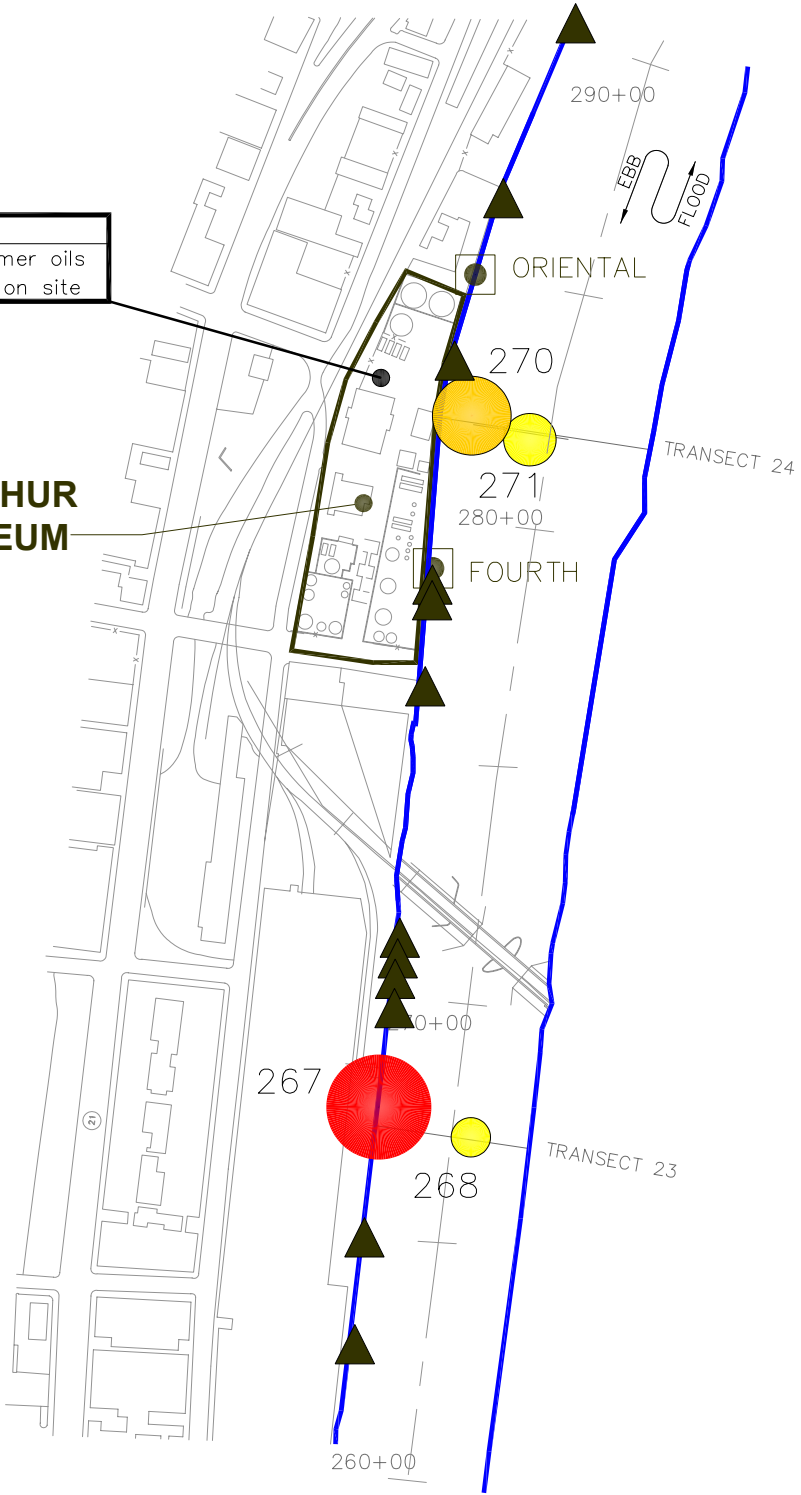 290+00
EBB
FLOOD
mer oils
on site
ORIENTAL
270
TRANSECT 24
271
HUR
EUM
280+00
FOURTH
270+00
267
21
TRANSECT 23
268
260+00